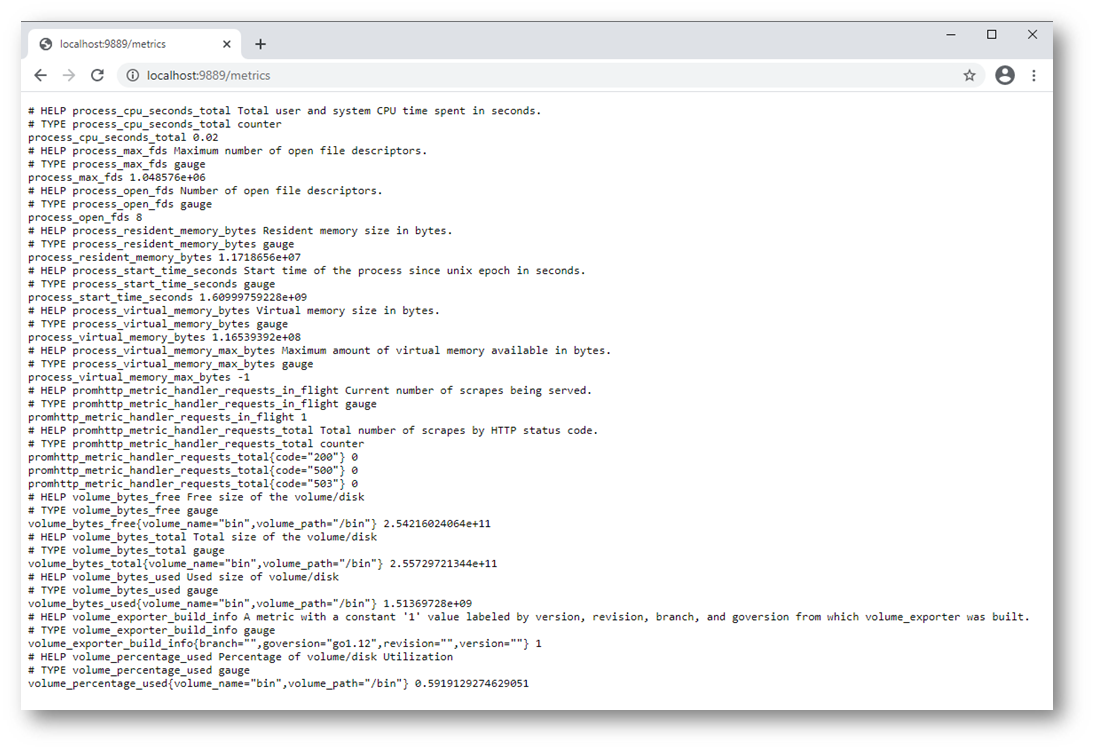 localhost:9889/metrics
localhost:9889/metrics
# HELP process_cpu_seconds_total Total user and system CPU time spent in seconds.
# TYPE process_cpu_seconds_total counter
process_cpu_seconds_total 0.02
# HELP process_max_fds Maximum number of open file descriptors.
# TYPE process_max_fds gauge
process_max_fds 1.048576e+06
# HELP process_open_fds Number of open file descriptors.
# TYPE process_open_fds gauge
process_open_fds 8
# HELP process_resident_memory_bytes Resident memory size in bytes.
# TYPE process_resident_memory_bytes gauge
process_resident_memory_bytes 1.1718656e+07
# HELP process_start_time_seconds Start time of the process since unix epoch in seconds.
# TYPE process_start_time_seconds gauge
process_start_time_seconds 1.60999759228e+09
# HELP process_virtual_memory_bytes Virtual memory size in bytes.
# TYPE process_virtual_memory_bytes gauge
process_virtual_memory_bytes 1.16539392e+08
# HELP process_virtual_memory_max_bytes Maximum amount of virtual memory available in bytes.
# TYPE process_virtual_memory_max_bytes gauge
process_virtual_memory_max_bytes -1
# HELP promhttp_metric_handler_requests_in_flight Current number of scrapes being served.
# TYPE promhttp_metric_handler_requests_in_flight gauge
promhttp_metric_handler_requests_in_flight 1
# HELP promhttp_metric_handler_requests_total Total number of scrapes by HTTP status code.
# TYPE promhttp_metric_handler_requests_total counter
promhttp_metric_handler_requests_total{code="200"} 0
promhttp_metric_handler_requests_total{code="500"} 0
promhttp_metric_handler_requests_total{code="503"} 0
# HELP volume_bytes_free Free size of the volume/disk
# TYPE volume_bytes_free gauge
volume_bytes_free{volume_name="bin",volume_path="/bin"} 2.54216024064e+11
# HELP volume_bytes_total Total size of the volume/disk
# TYPE volume_bytes_total gauge
volume_bytes_total{volume_name="bin",volume_path="/bin"} 2.55729721344e+11
# HELP volume_bytes_used Used size of volume/disk
# TYPE volume_bytes_used gauge
volume_bytes_used{volume_name="bin",volume_path="/bin"} 1.51369728e+09
# HELP volume_exporter_build_info A metric with a constant '1' value labeled by version, revision, branch, and goversion from which volume_exporter was built.
# TYPE volume_exporter_build_info gauge
volume_exporter_build_info{branch="",goversion="go1.12",revision="",version=""} 1
# HELP volume_percentage_used Percentage of volume/disk Utilization
# TYPE volume_percentage_used gauge
volume_percentage_used{volume_name="bin",volume_path="/bin"} 0.5919129274629051